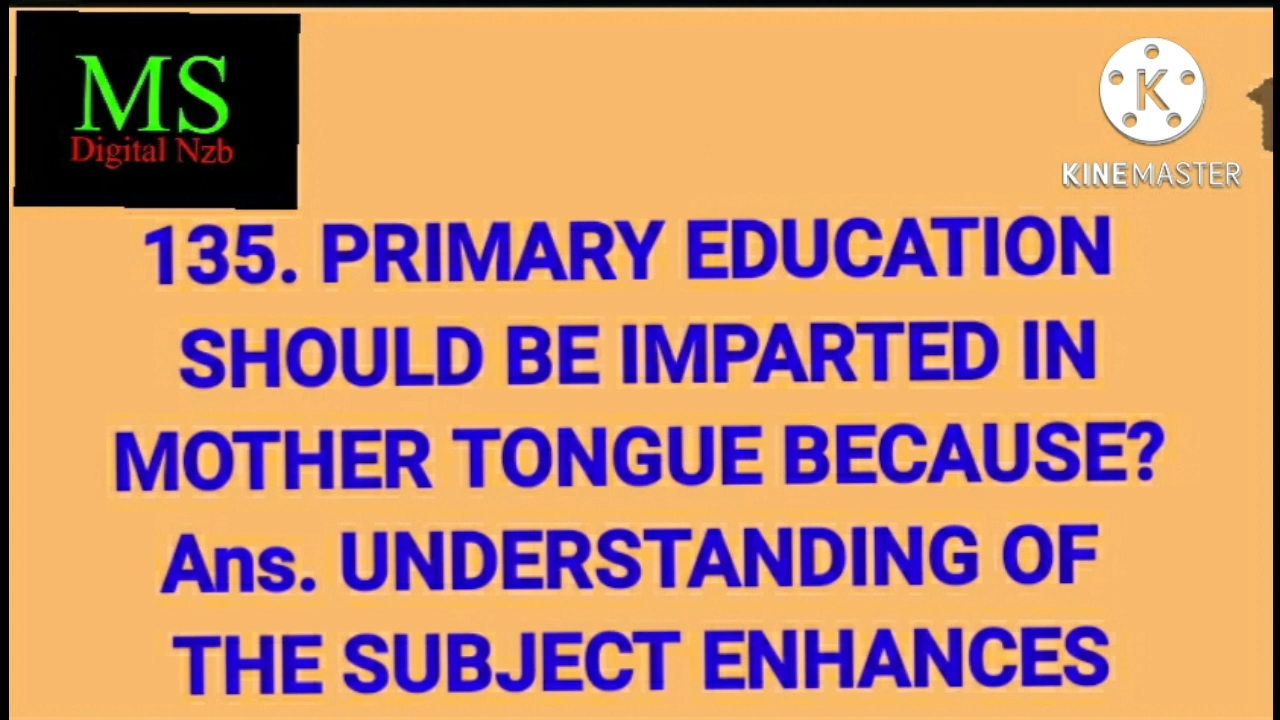 MS
Digital Nzb
K
KINEMASTER
135. PRIMARY EDUCATION
SHOULD BE IMPARTED IN
MOTHER TONGUE BECAUSE?
Ans. UNDERSTANDING OF
THE SUBJECT ENHANCES